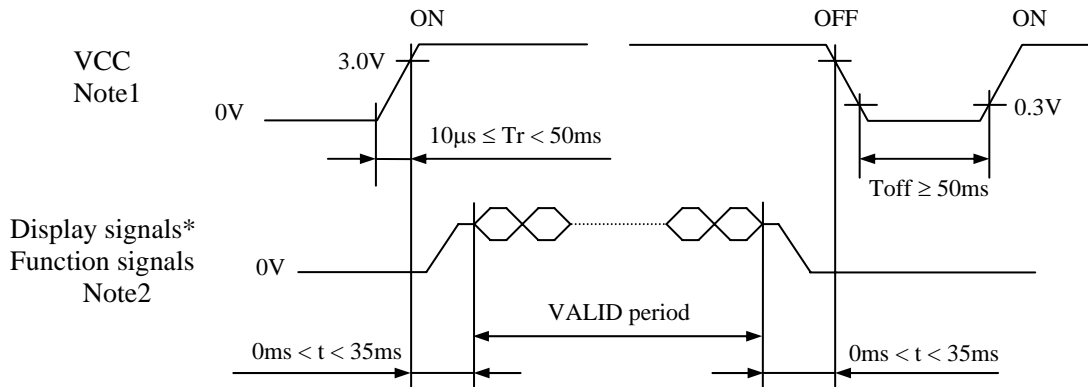 ON
OFF
ON
VCC
Note1
3.0V
0V
0.3V
10μs ≤ Tr < 50ms
Toff ≥ 50ms
Display signals*
Function signals
Note2
0V
VALID period
0ms < t < 35ms
0ms < t < 35ms